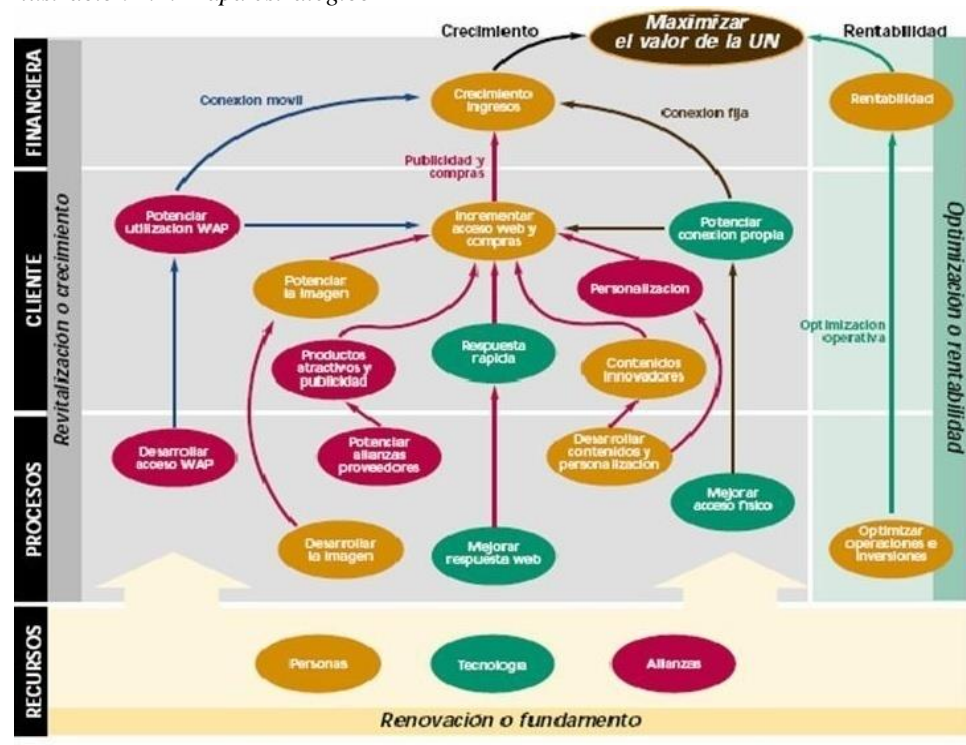 Crecimiento
Maximizar
el valor de la UN
Rentabilidad
FINANCIERA
Conexion movil
Crecimiento
Ingresos
Conexion fija
Rentabilidad
Publicidad y
compras
CLIENTE
Revitalización o crecimiento
Potenciar
utilizacion WAP
Incrementar
acceso web y
compras
Potenciar
conexion propia
Optimización o rentabilidad
Potenciar
la imagen
Personalizacion
Productos
atractivos y
publicidad
Respuesta
rapida
Contenidos
innovadores
Optimizacion
operativa
PROCESOS
Desarrollar
acceso WAP
Potenciar
alianzas
proveedores
Desarrollar
contenidos y
personalizacion
Mejorar
acceso fisico
Desarrollar
la imagen
Mejorar
respuesta web
Optimizar
operaciones e
inversiones
RECURSOS
Personas
Tecnologia
Alianzas
Renovación o fundamento